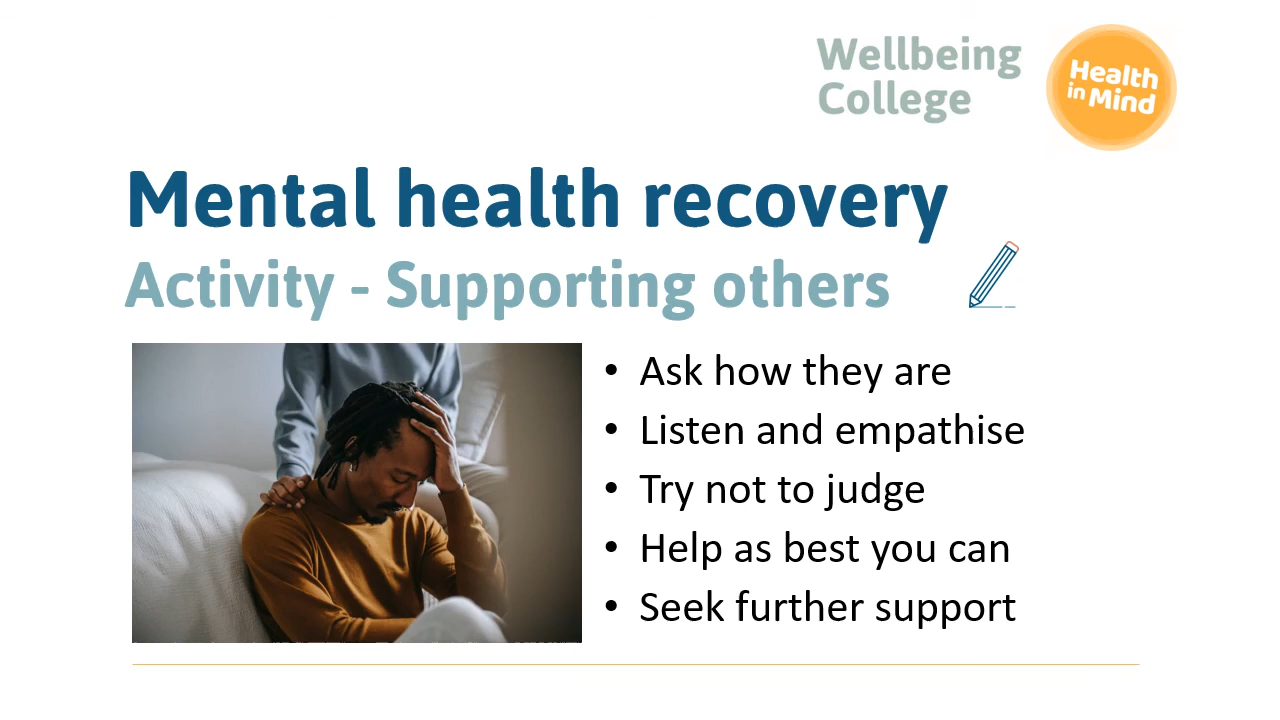 Wellbeing
College
Health
in Mind
Mental health recovery
Activity - Supporting others
• Ask how they are
• Listen and empathise
• Try not to judge
• Help as best you can
• Seek further support